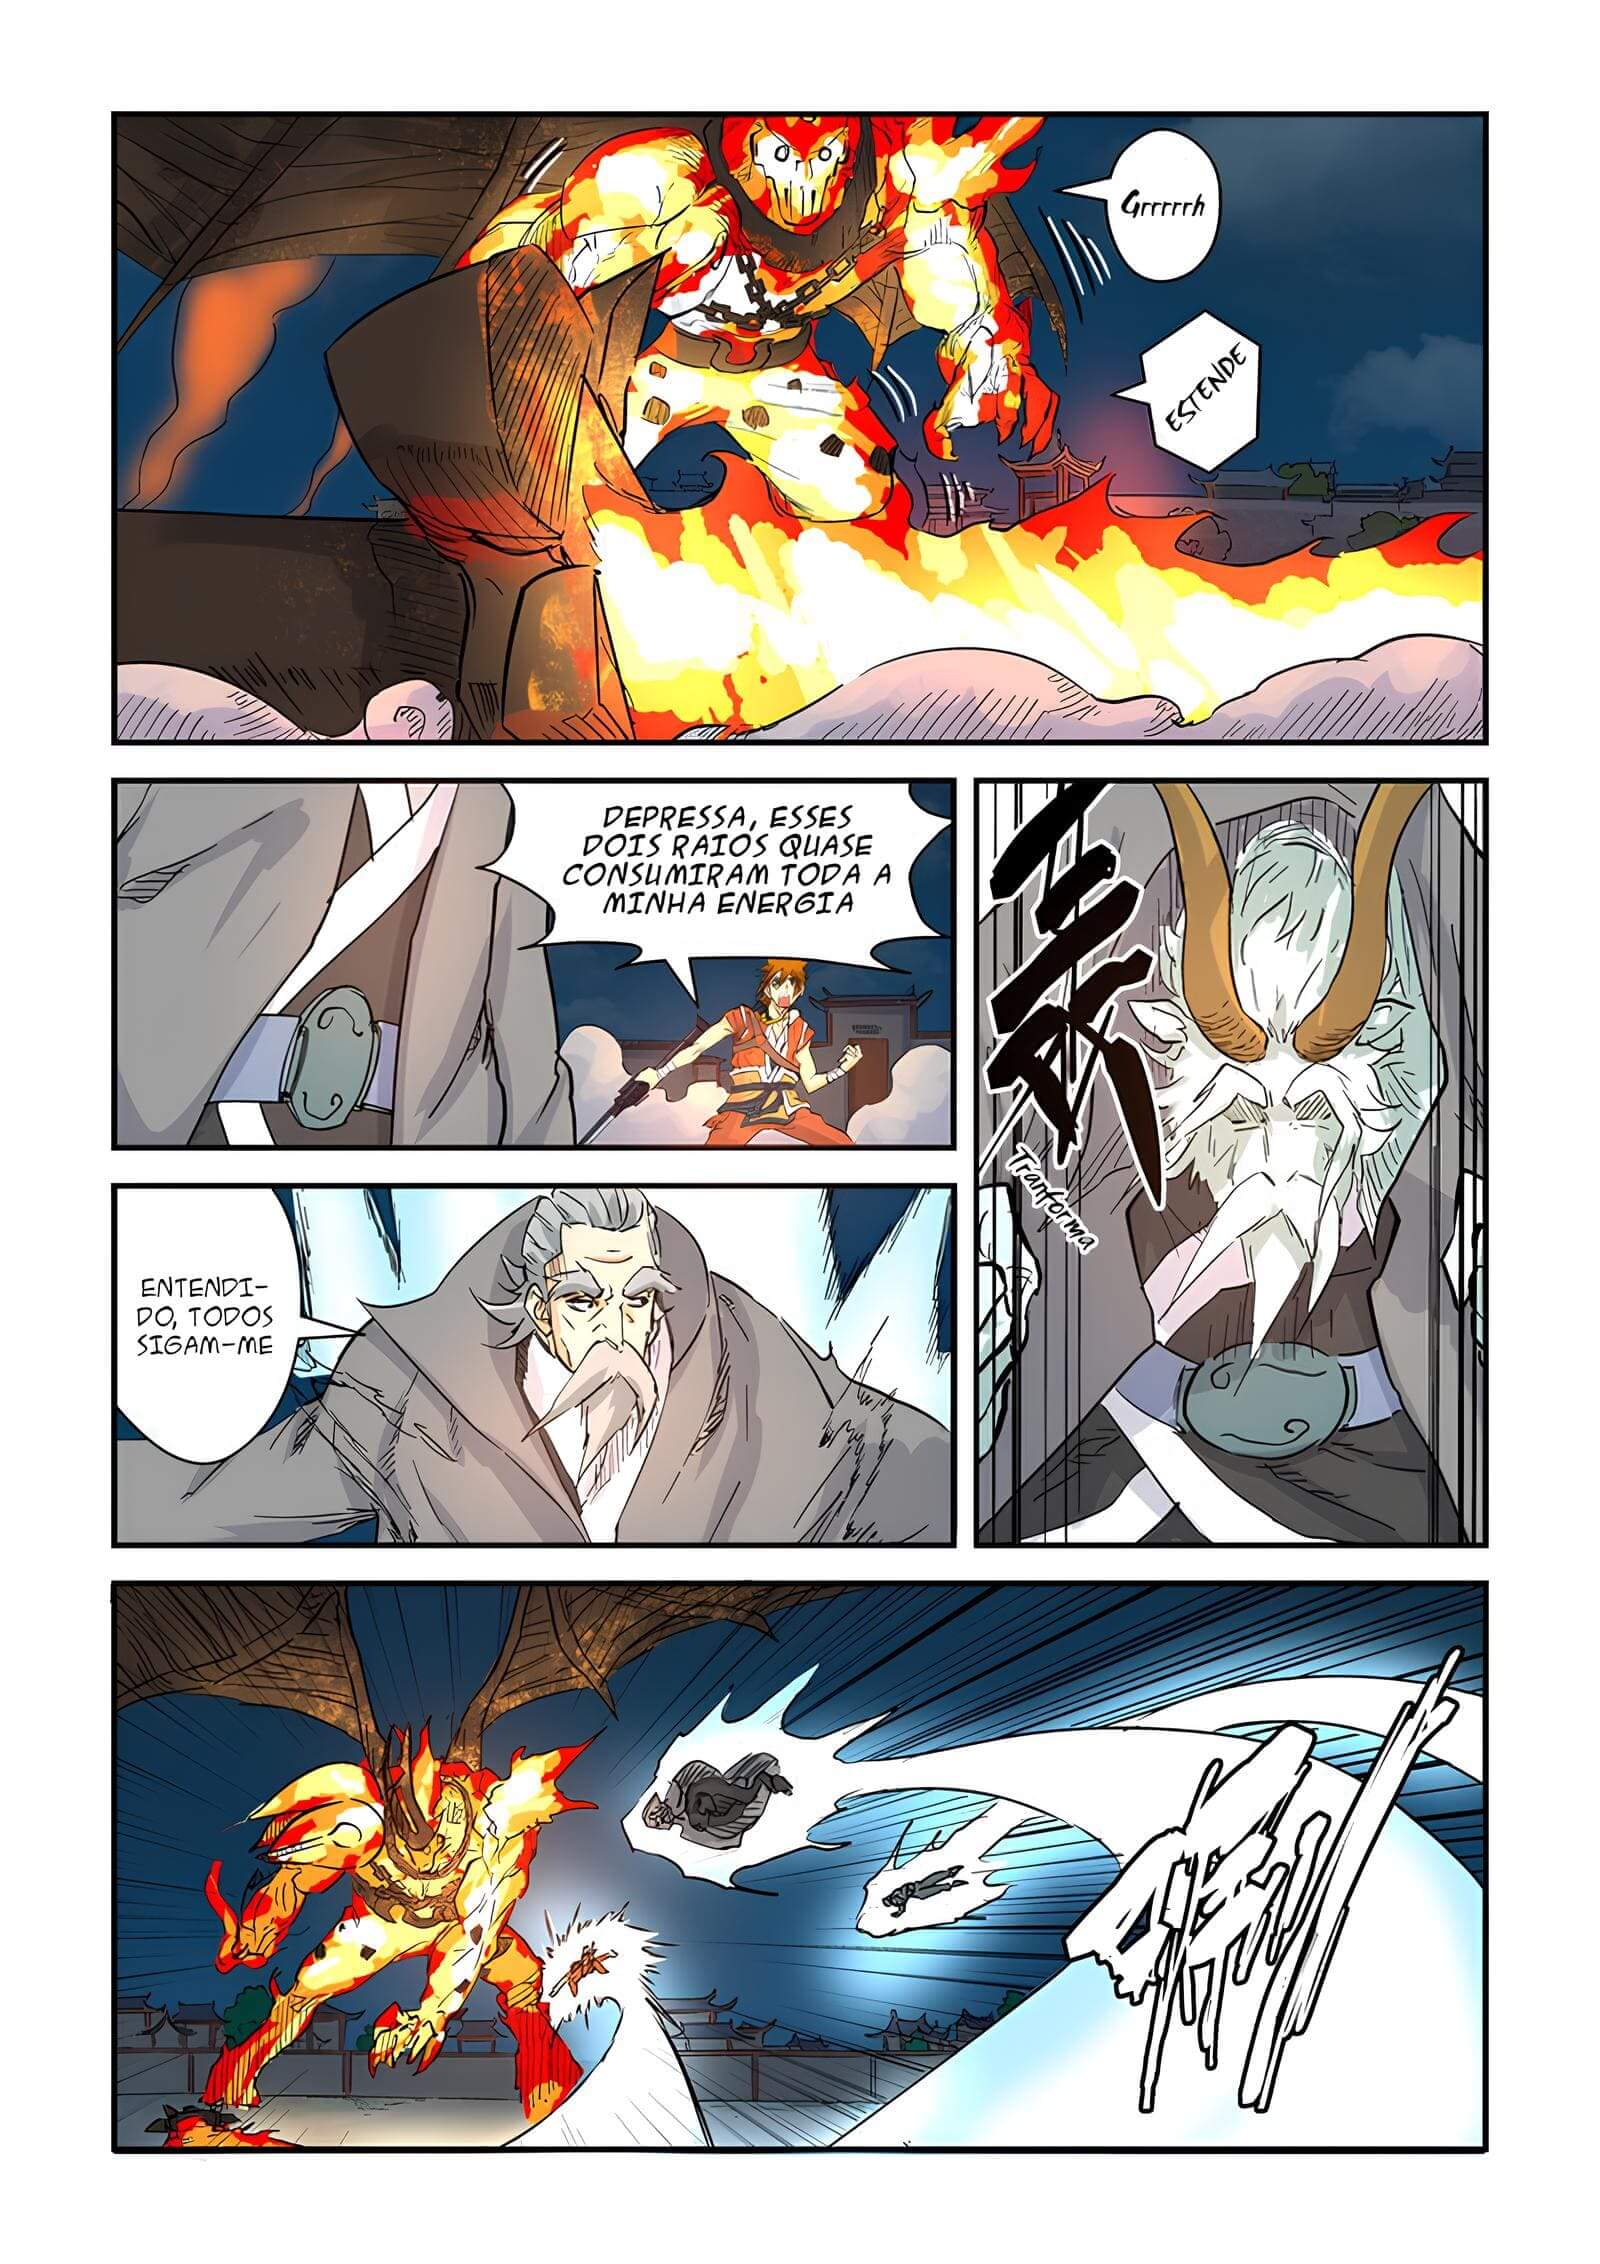 Grrrrrh
ESTENDE
DEPRESSA, ESSES
DOIS RAIOS QUASE
CONSUMIRAM TODA A
MINHA ENERGIA
Tranforma
ENTENDI-
DO, TODOS
SIGAM-ME